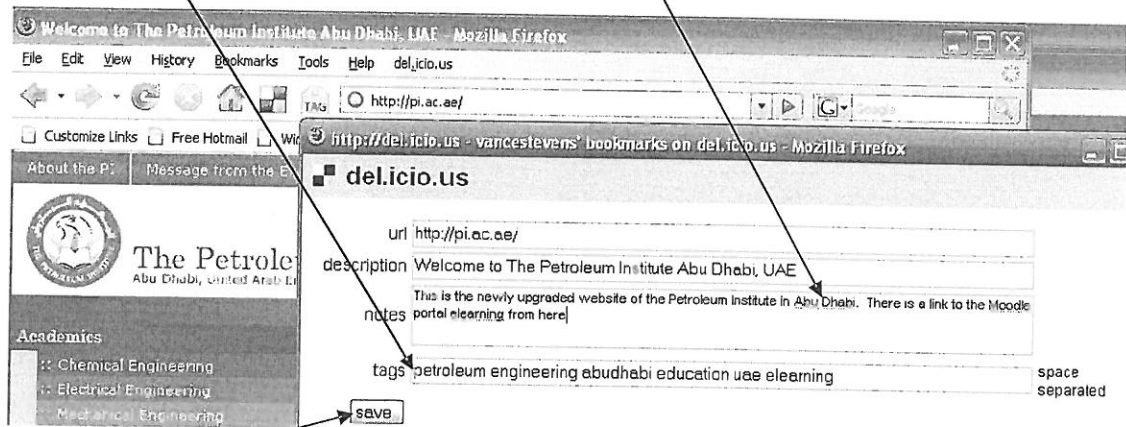 Welcome to The Petroleum Institute Abu Dhabi, UAE - Mozilla Firefox
File Edit View History Bookmarks Tools Help del.icio.us
TAG http://pi.ac.ae/ G Google
Customize Links Free Hotmail
http://del.icio.us - vancestevens' bookmarks on del.icio.us - Mozilla Firefox
About the PI Message from the
del.icio.us
url http://pi.ac.ae/
The Petrole
Abu Dhabi, United Arab
description Welcome to The Petroleum Institute Abu Dhabi, UAE
notes This is the newly upgraded website of the Petroleum Institute in Abu Dhabi. There is a link to the Moodle
portal elearning from here
Academics
:: Chemical Engineering
:: Electrical Engineering
:: Mechanical Engineering
tags petroleum engineering abudhabi education uae elearning
space
separated
save